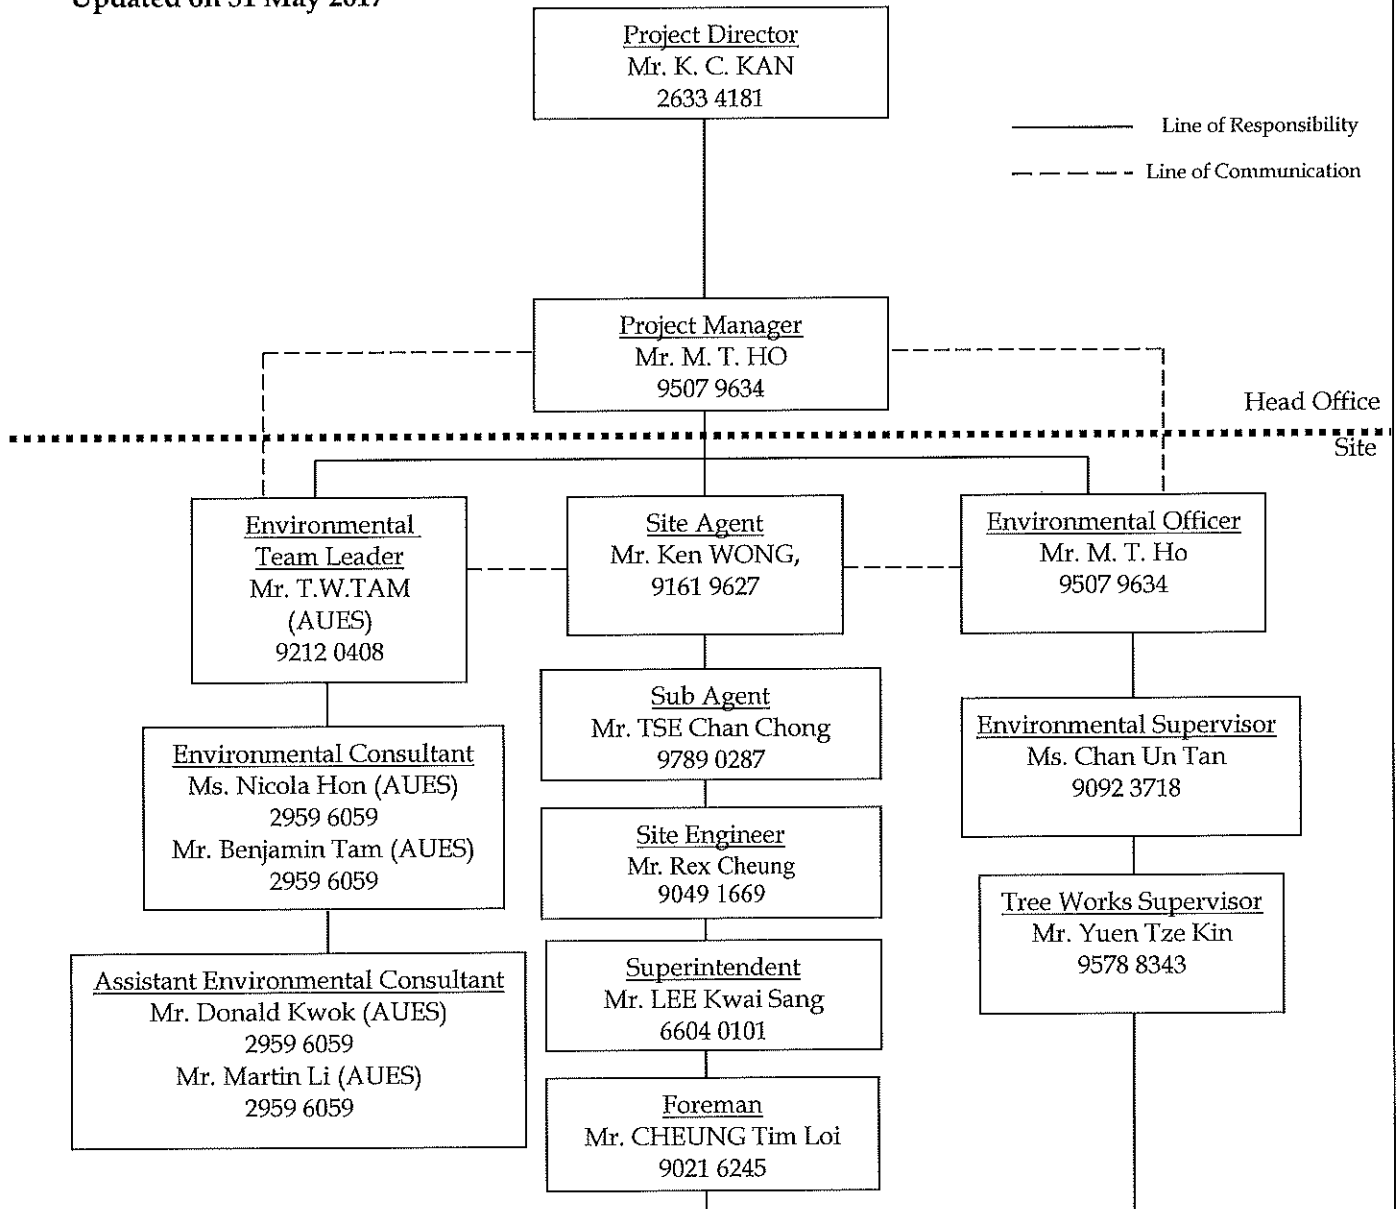 Updated on 31 May 2017
Project Director
Mr. K. C. KAN
2633 4181
Line of Responsibility
Line of Communication
Project Manager
Mr. M. T. HO
9507 9634
Head Office
Site
Environmental
Team Leader
Mr. T.W.TAM
(AUES)
9212 0408
Site Agent
Mr. Ken WONG,
9161 9627
Environmental Officer
Mr. M. T. Ho
9507 9634
Sub Agent
Mr. TSE Chan Chong
9789 0287
Environmental Supervisor
Ms. Chan Un Tan
9092 3718
Environmental Consultant
Ms. Nicola Hon (AUES)
2959 6059
Mr. Benjamin Tam (AUES)
2959 6059
Site Engineer
Mr. Rex Cheung
9049 1669
Tree Works Supervisor
Mr. Yuen Tze Kin
9578 8343
Superintendent
Mr. LEE Kwai Sang
6604 0101
Assistant Environmental Consultant
Mr. Donald Kwok (AUES)
2959 6059
Mr. Martin Li (AUES)
2959 6059
Foreman
Mr. CHEUNG Tim Loi
9021 6245